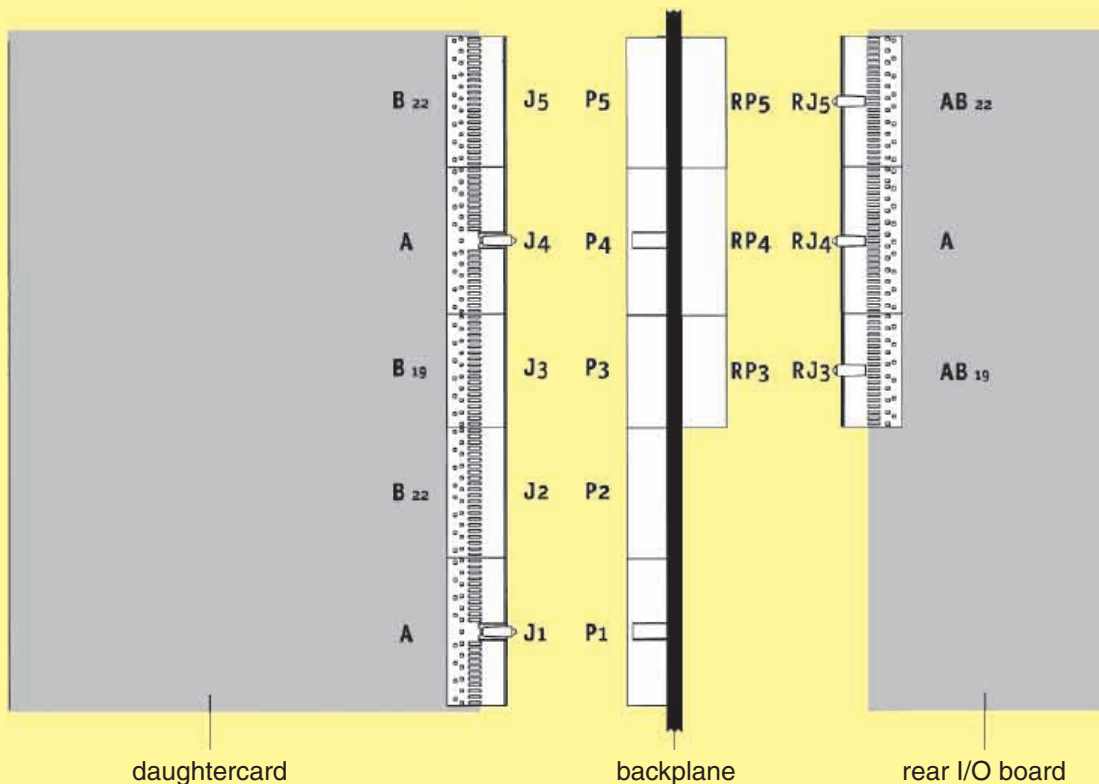 B 22 J5 P5 RP5 RJ5 AB 22
A J4 P4 RP4 RJ4 A
B 19 J3 P3 RP3 RJ3 AB 19
B 22 J2 P2
A J1 P1
daughtercard backplane rear I/O board